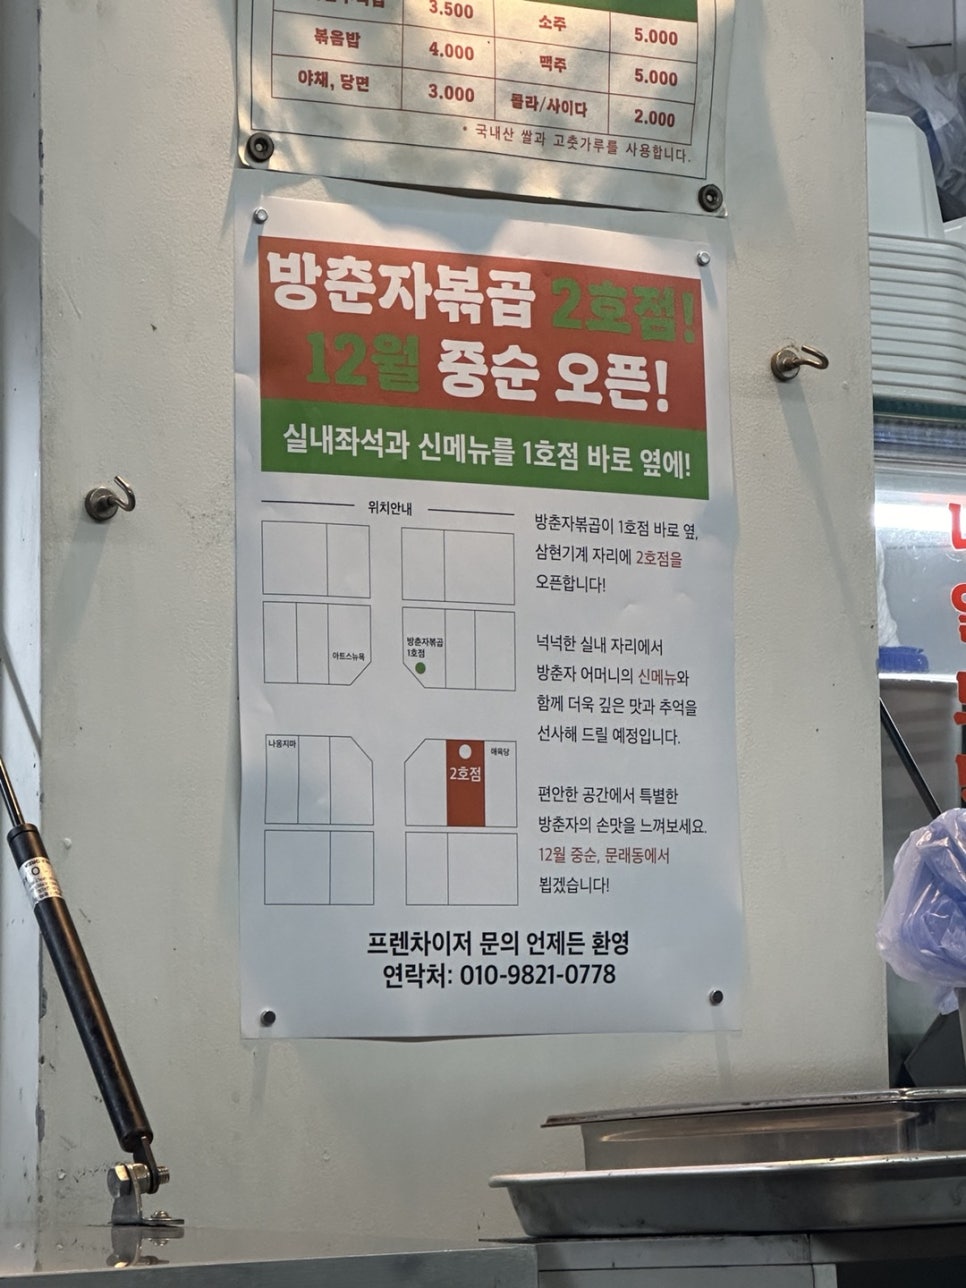 3.500
소주
5.000
볶음밥
4.000
맥주
5.000
야채, 당면
3.000
콜라/사이다
2.000
* 국내산 쌀과 고춧가루를 사용합니다.
방춘자볶곱 2호점!
12월 중순 오픈!
실내좌석과 신메뉴를 1호점 바로 옆에!
위치안내
아트스뉴욕
방춘자볶곱
1호점
나옹지마
2호점
매육당
방춘자볶곱이 1호점 바로 옆,
삼현기계 자리에 2호점을
오픈합니다!
넉넉한 실내 자리에서
방춘자 어머니의 신메뉴와
함께 더욱 깊은 맛과 추억을
선사해 드릴 예정입니다.
편안한 공간에서 특별한
방춘자의 손맛을 느껴보세요.
12월 중순, 문래동에서
뵙겠습니다!
프렌차이저 문의 언제든 환영
연락처: 010-9821-0778